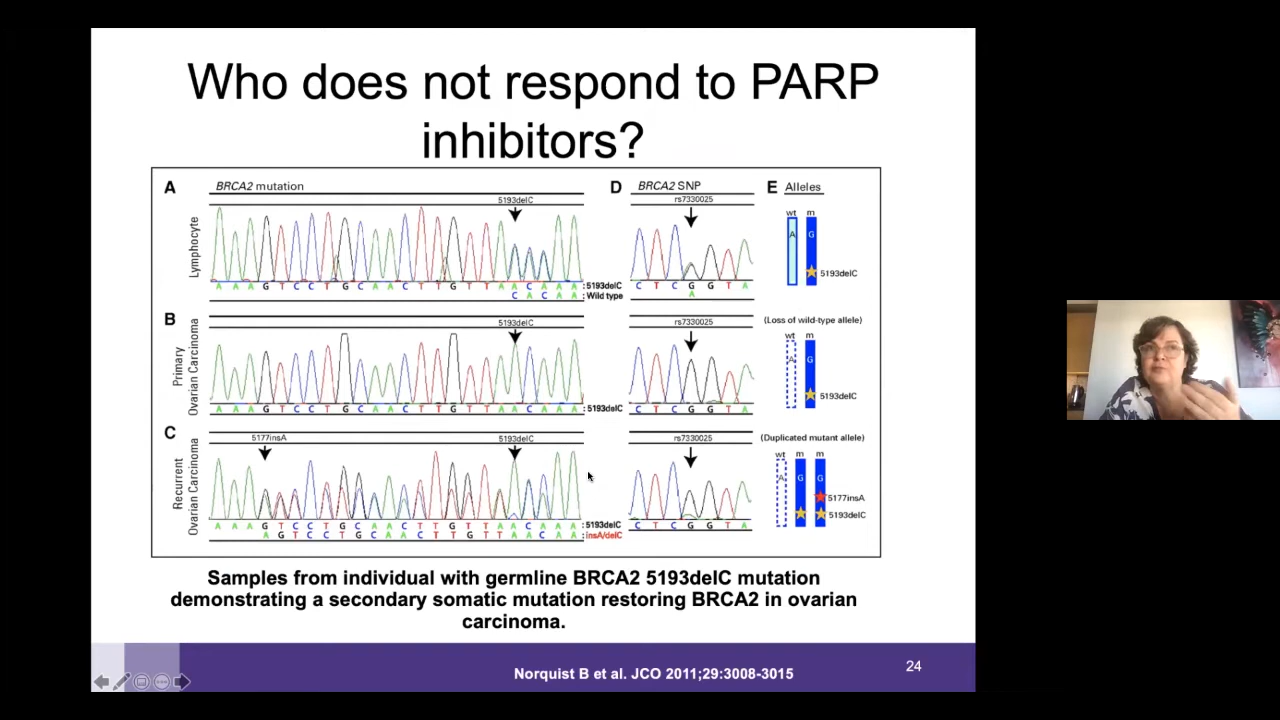 Who does not respond to PARP
inhibitors?
A
BRCA2 mutation
5193delC
Lymphocyte
A A A G T C C T G C A A C T T G T T A A C A A A :5193delC
C A C A A :Wild type
D
BRCA2 SNP
rs7330025
C T C G G T A
A
E
Alleles
wt m
A G
5193delC
B
5193delC
Primary
Ovarian Carcinoma
A A A G T C C T G C A A C T T G T T A A C A A A :5193delC
rs7330025
C T C G G T A
(Loss of wild-type allele)
wt m
A G
5193delC
C
5177insA
5193delC
Recurrent
Ovarian Carcinoma
A A A G T C C T G C A A C T T G T T A A C A A A :5193delC
A G T C C T G C A A C T T G T T A A C A A :insA/delC
rs7330025
C T C G G T A
(Duplicated mutant allele)
wt m m
A G G
5177insA
5193delC
Samples from individual with germline BRCA2 5193delC mutation
demonstrating a secondary somatic mutation restoring BRCA2 in ovarian
carcinoma.
Norquist B et al. JCO 2011;29:3008-3015
24